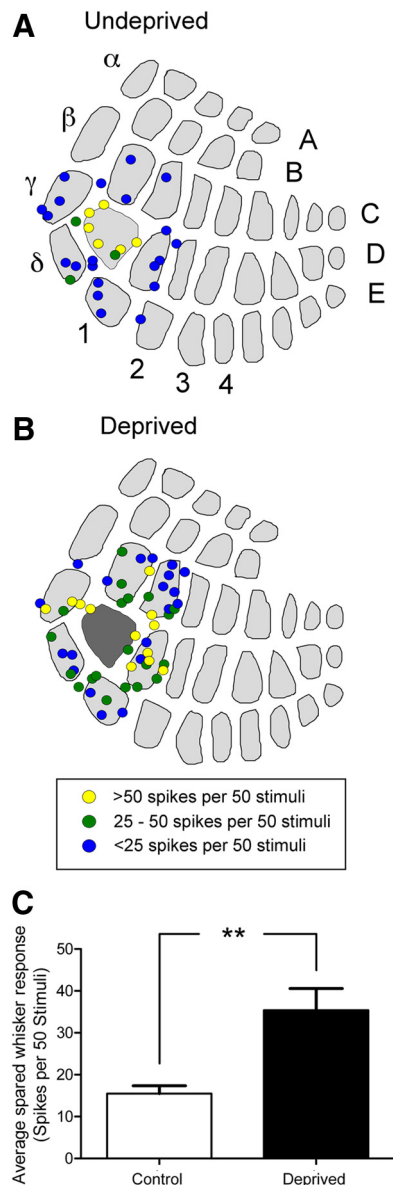 A
Undeprived
α
β
γ
δ
A
B
C
D
E
1
2
3
4
B
Deprived
>50 spikes per 50 stimuli
25 - 50 spikes per 50 stimuli
<25 spikes per 50 stimuli
C
Average spared whisker response
(Spikes per 50 Stimuli)
50
40
30
20
10
0
**
Control
Deprived